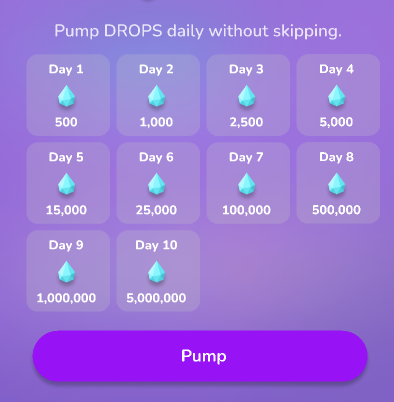 Pump DROPS daily without skipping.
Day 1
500
Day 2
1,000
Day 3
2,500
Day 4
5,000
Day 5
15,000
Day 6
25,000
Day 7
100,000
Day 8
500,000
Day 9
1,000,000
Day 10
5,000,000
Pump